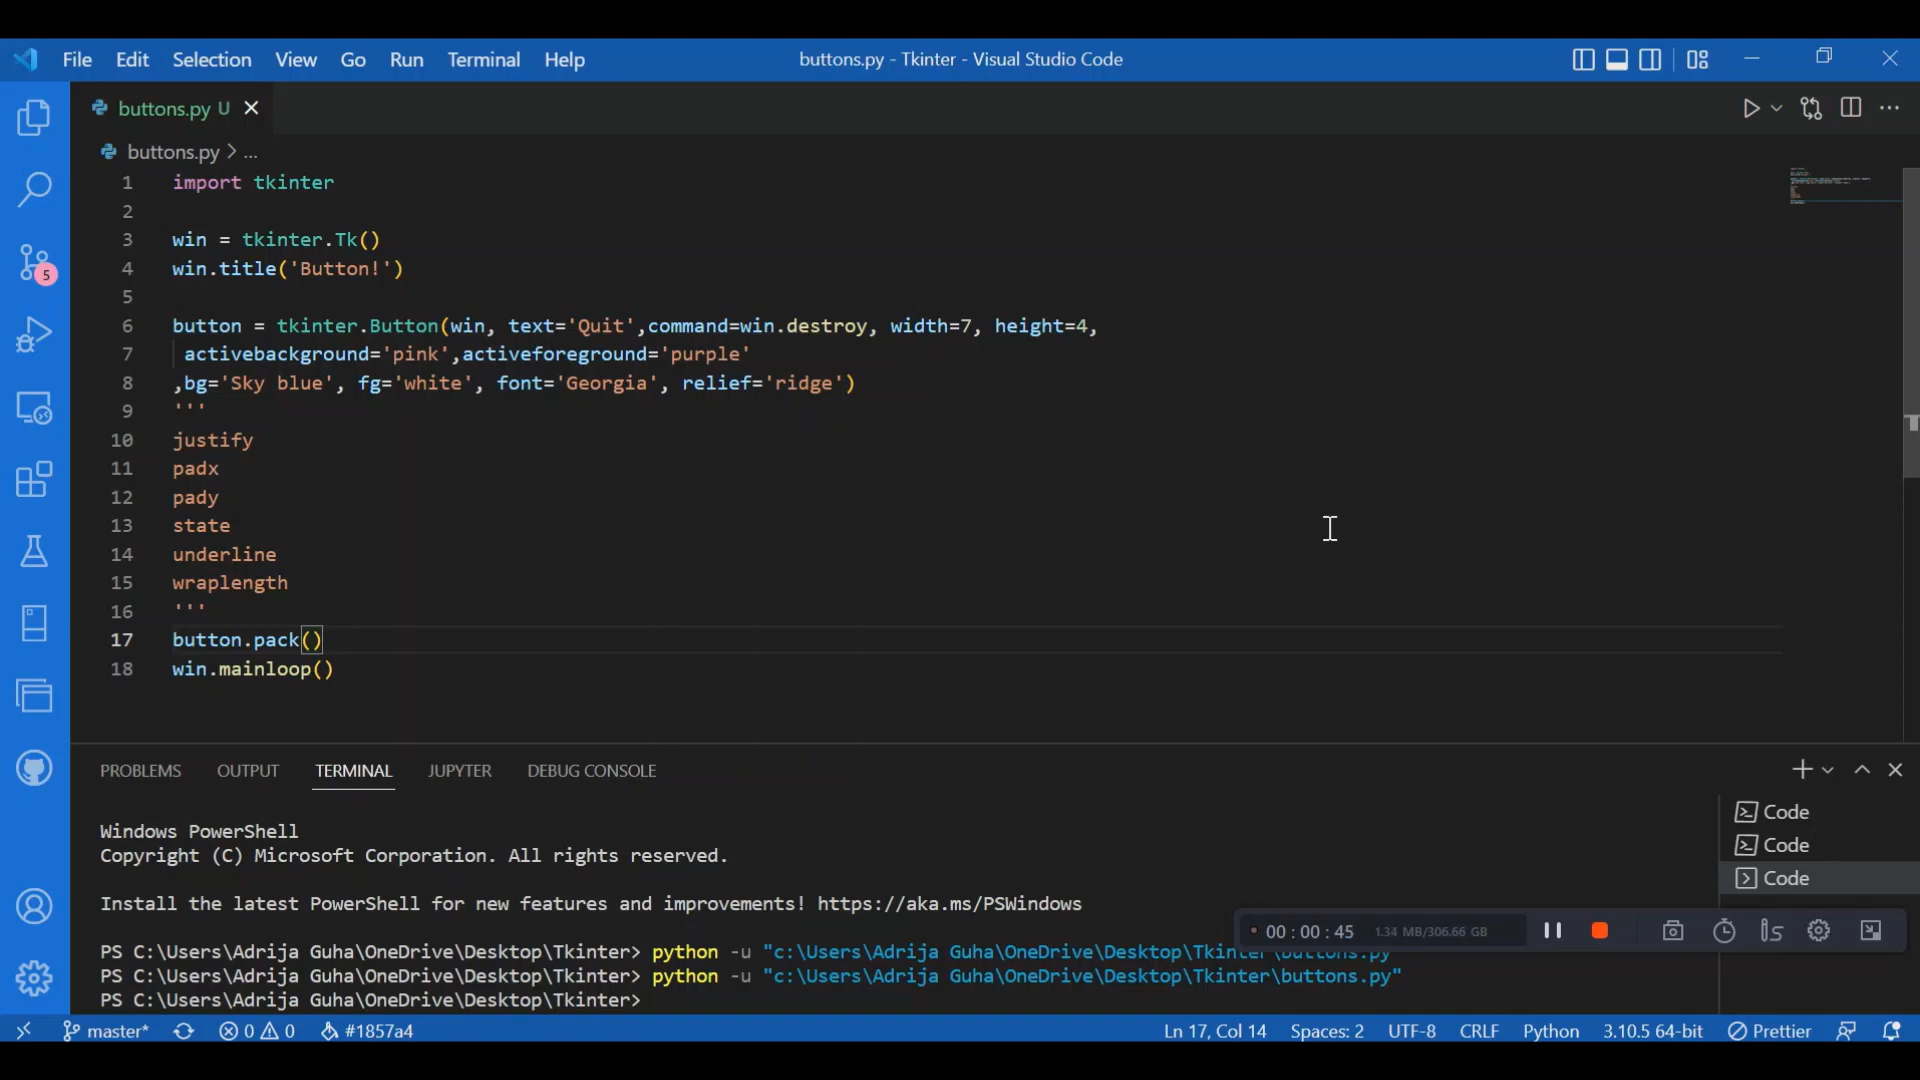 File Edit Selection View Go Run Terminal Help buttons.py - Tkinter - Visual Studio Code
buttons.py U
buttons.py > ...
1 import tkinter
2
3 win = tkinter.Tk()
4 win.title('Button!')
5
6 button = tkinter.Button(win, text='Quit',command=win.destroy, width=7, height=4,
7 activebackground='pink',activeforeground='purple'
8 ,bg='Sky blue', fg='white', font='Georgia', relief='ridge')
9 '''
10 justify
11 padx
12 pady
13 state
14 underline
15 wraplength
16 '''
17 button.pack()
18 win.mainloop()
5
PROBLEMS OUTPUT TERMINAL JUPYTER DEBUG CONSOLE
Windows PowerShell
Copyright (C) Microsoft Corporation. All rights reserved.
Install the latest PowerShell for new features and improvements! https://aka.ms/PSWindows
PS C:\Users\Adrija Guha\OneDrive\Desktop\Tkinter> python -u "c:\Users\Adrija Guha\OneDrive\Desktop\Tkinter\buttons.py"
PS C:\Users\Adrija Guha\OneDrive\Desktop\Tkinter> python -u "c:\Users\Adrija Guha\OneDrive\Desktop\Tkinter\buttons.py"
PS C:\Users\Adrija Guha\OneDrive\Desktop\Tkinter>
Code
Code
Code
00 : 00 : 45 1.34 MB/306.66 GB
master* 0 0 #1857a4 Ln 17, Col 14 Spaces: 2 UTF-8 CRLF Python 3.10.5 64-bit Prettier